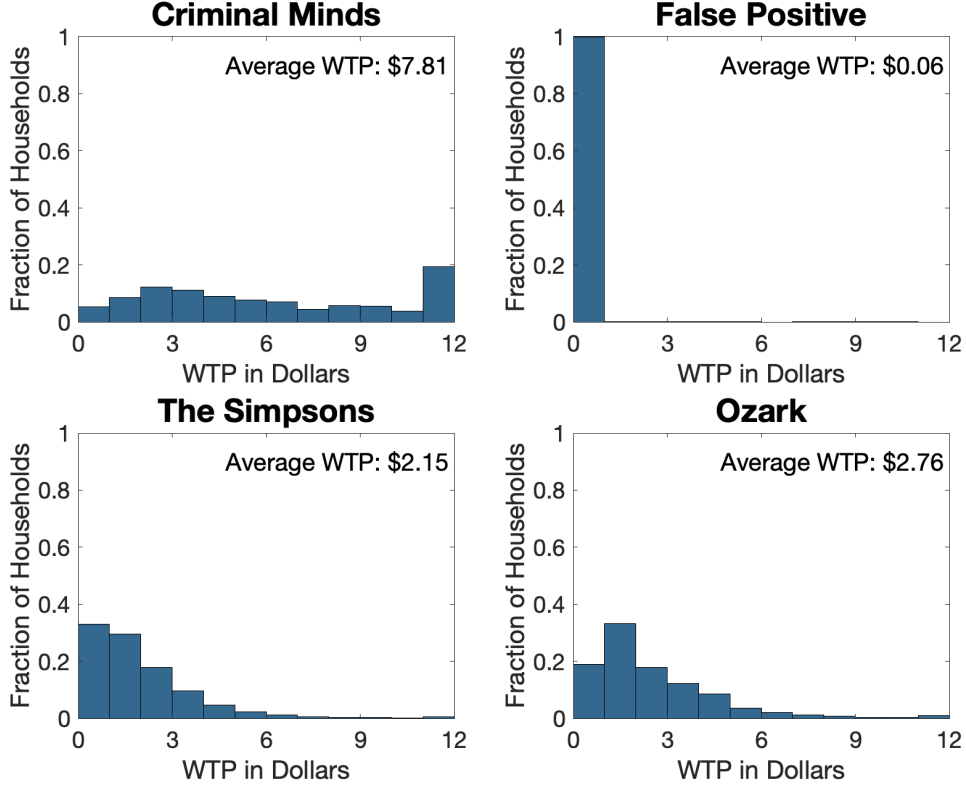 Criminal Minds
Average WTP: $7.81
Fraction of Households
1
0.8
0.6
0.4
0.2
0
0 3 6 9 12
WTP in Dollars
False Positive
Average WTP: $0.06
Fraction of Households
1
0.8
0.6
0.4
0.2
0
0 3 6 9 12
WTP in Dollars
The Simpsons
Average WTP: $2.15
Fraction of Households
1
0.8
0.6
0.4
0.2
0
0 3 6 9 12
WTP in Dollars
Ozark
Average WTP: $2.76
Fraction of Households
1
0.8
0.6
0.4
0.2
0
0 3 6 9 12
WTP in Dollars